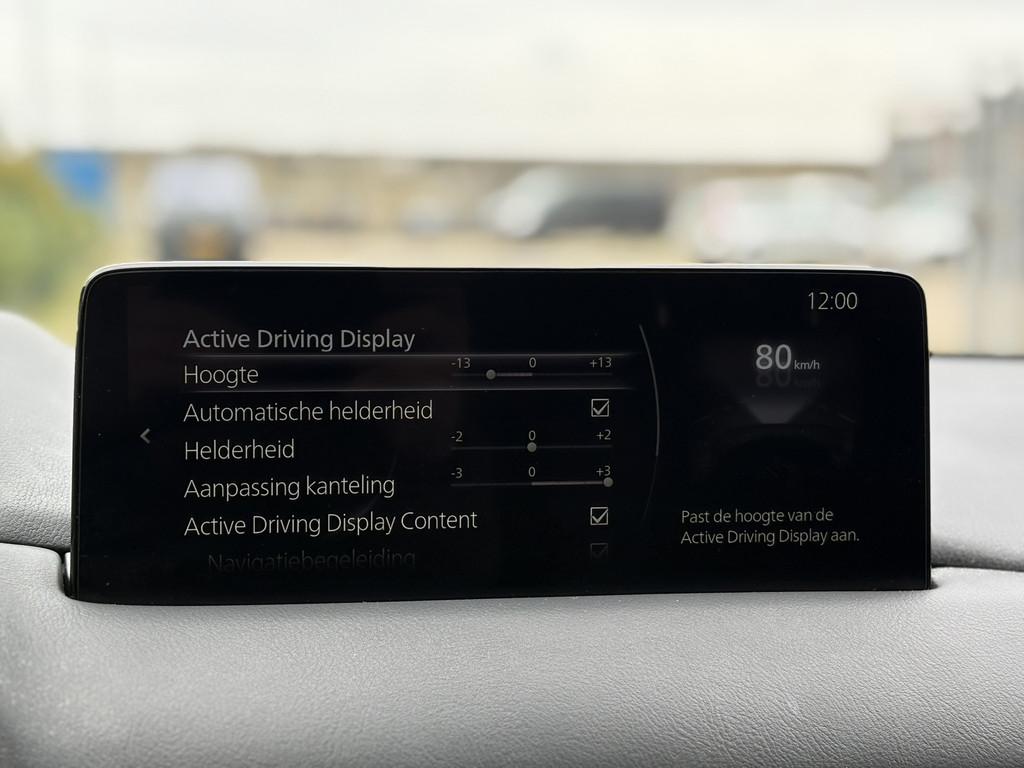 12:00
Active Driving Display
Hoogte -13 0 +13
Automatische helderheid
Helderheid -2 0 +2
Aanpassing kanteling -3 0 +3
Active Driving Display Content
Navigatiebegeleiding
80 km/h
Past de hoogte van de
Active Driving Display aan.